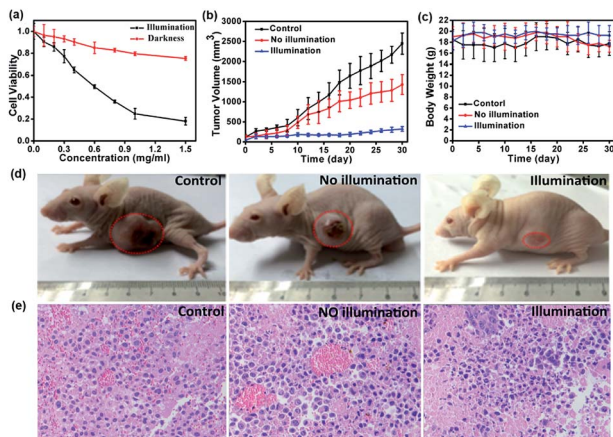 (a)
Illumination
Darkness
Cell Viability
1.0
0.8
0.6
0.4
0.2
0.0
0.0
0.3
0.6
0.9
1.2
1.5
Concentration (mg/ml)
(b)
Control
No illumination
Illumination
Tumor Volume (mm3)
2500
2000
1500
1000
500
0
0
5
10
15
20
25
30
Time (day)
(c)
Body Weight (g)
22
20
18
16
14
12
10
8
6
4
2
0
Contorl
No illumination
Illumination
0
5
10
15
20
25
30
Time (day)
(d)
Control
No illumination
Illumination
(e)
Control
NO illumination
Illumination